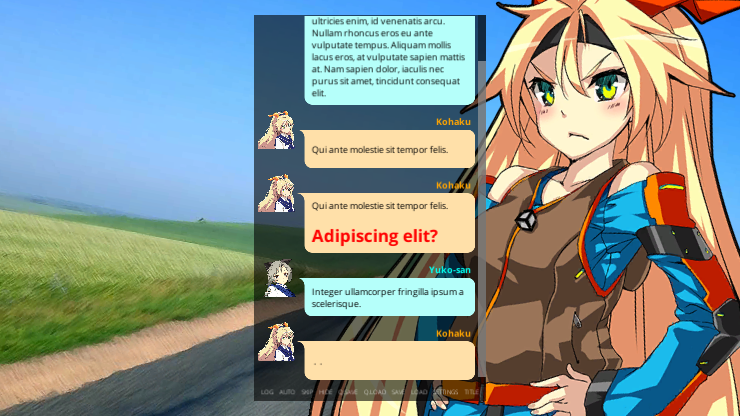 ultricies enim, id venenatis arcu.
Nullam rhoncus eros eu ante
vulputate tempus. Aliquam mollis
lacus eros, at vulputate sapien mattis
at. Nam sapien dolor, iaculis nec
purus sit amet, tincidunt consequat
elit.
Kohaku
Qui ante molestie sit tempor felis.
Kohaku
Qui ante molestie sit tempor felis.
Adipiscing elit?
Yuko-san
Integer ullamcorper fringilla ipsum a
scelerisque.
Kohaku
. .
LOG AUTO SKIP HIDE Q.SAVE Q.LOAD SAVE LOAD SETTINGS TITLE